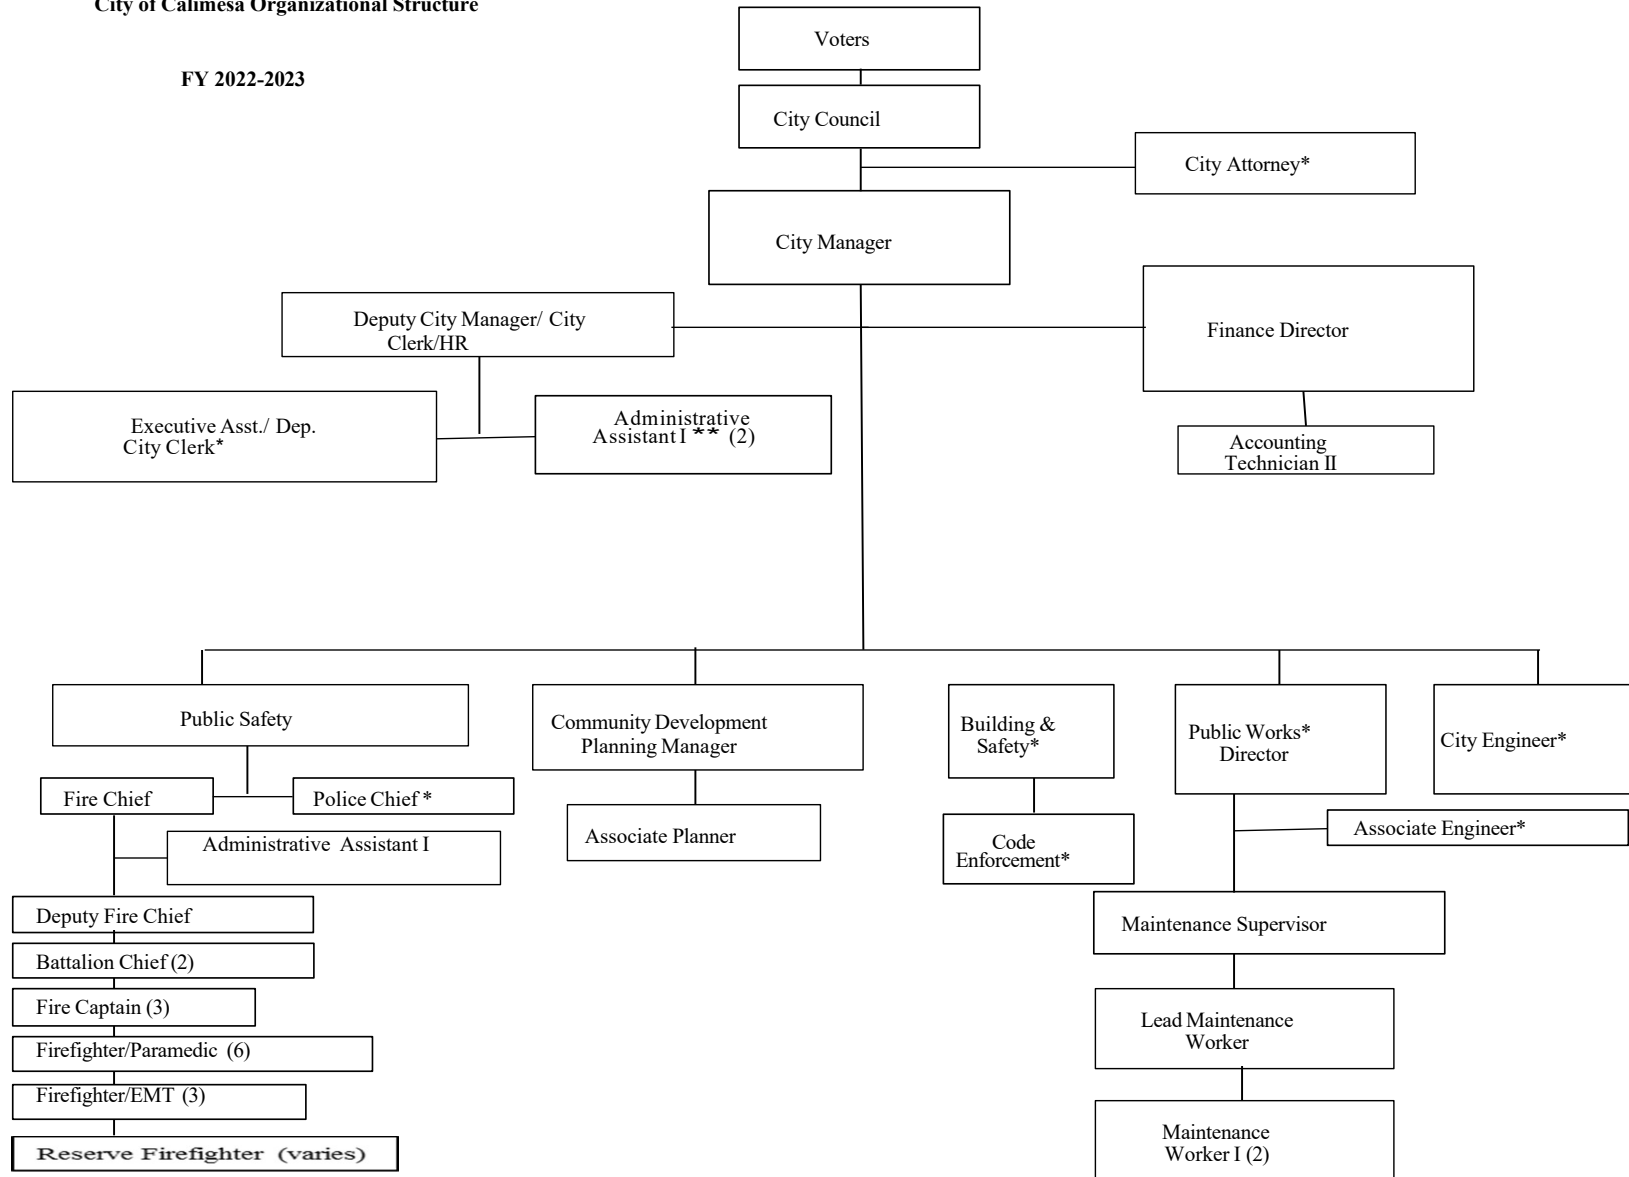 City of Calimesa Organizational Structure
FY 2022-2023
Voters
City Council
City Attorney*
City Manager
Deputy City Manager/ City
Clerk/HR
Finance Director
Executive Asst./ Dep.
City Clerk*
Administrative
Assistant I ** (2)
Accounting
Technician II
Public Safety
Community Development
Planning Manager
Building &
Safety*
Public Works*
Director
City Engineer*
Fire Chief
Police Chief *
Associate Planner
Code
Enforcement*
Associate Engineer*
Administrative Assistant I
Deputy Fire Chief
Maintenance Supervisor
Battalion Chief (2)
Fire Captain (3)
Lead Maintenance
Worker
Firefighter/Paramedic (6)
Firefighter/EMT (3)
Reserve Firefighter (varies)
Maintenance
Worker I (2)